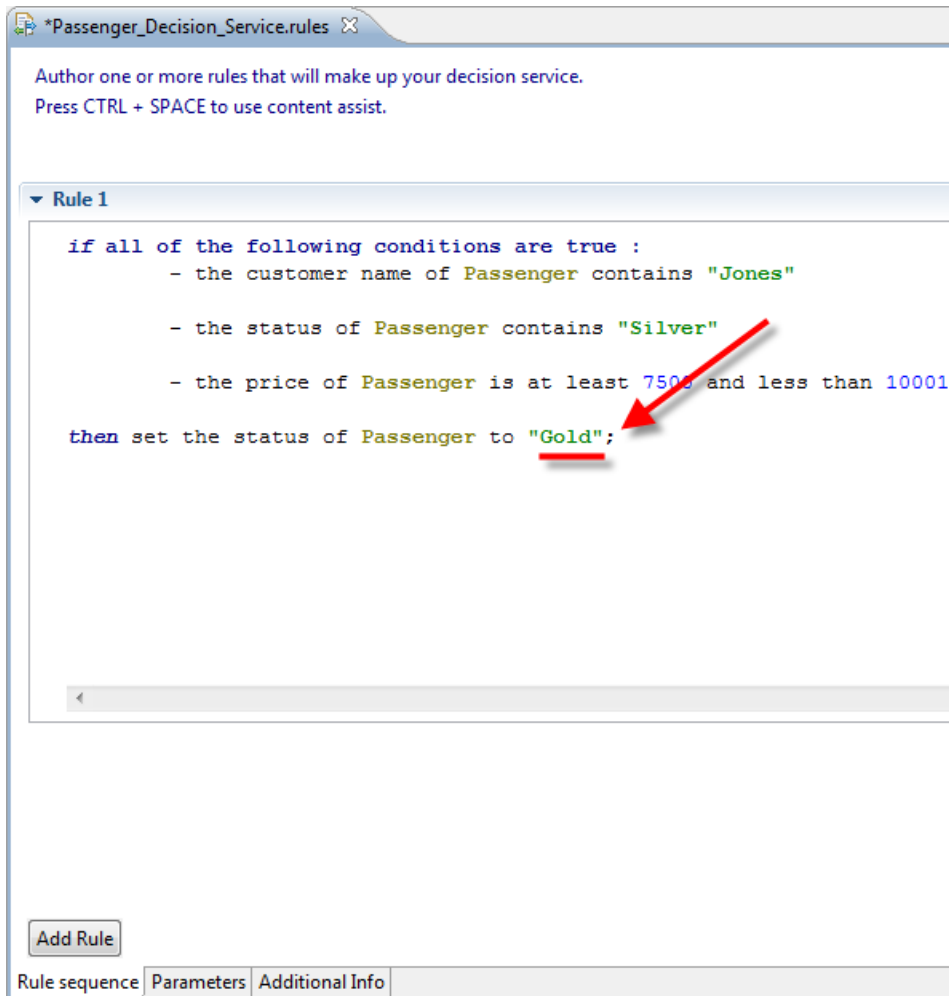 *Passenger_Decision_Service.rules
Author one or more rules that will make up your decision service.
Press CTRL + SPACE to use content assist.
Rule 1
if all of the following conditions are true :
- the customer name of Passenger contains "Jones"
- the status of Passenger contains "Silver"
- the price of Passenger is at least 7500 and less than 10001
then set the status of Passenger to "Gold";
Add Rule
Rule sequence Parameters Additional Info